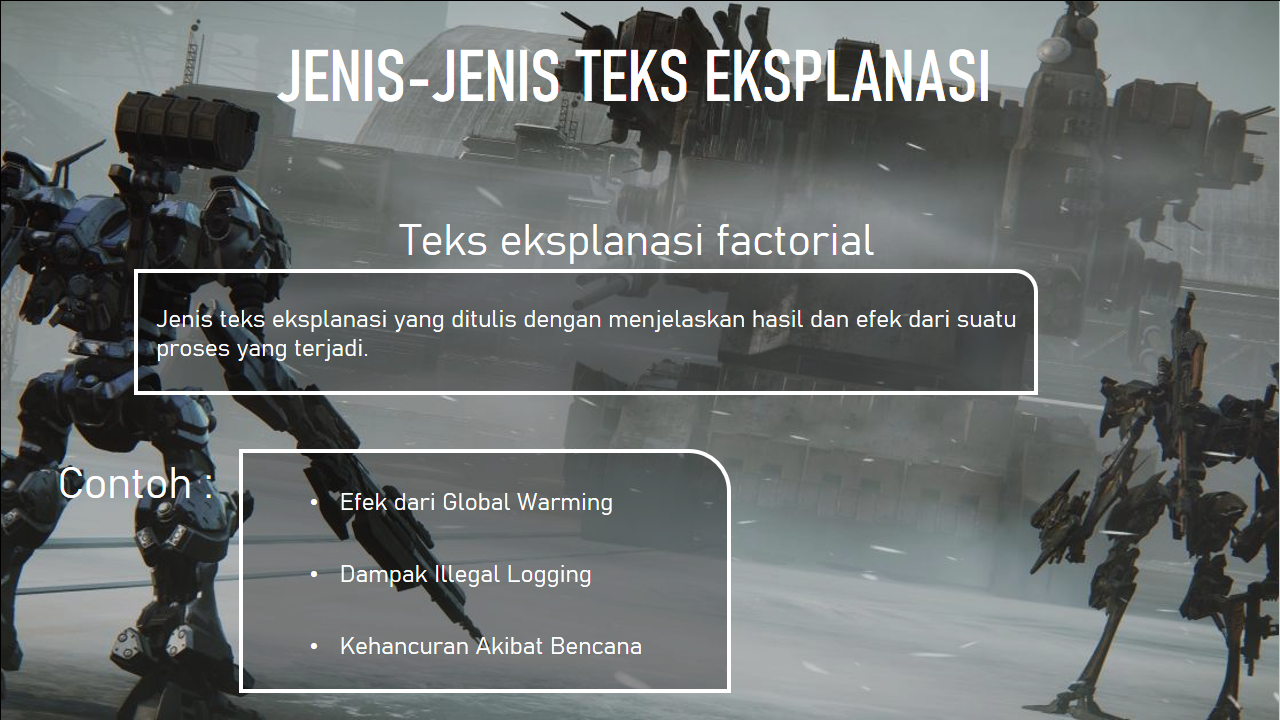 JENIS-JENIS TEKS EKSPLANASI
Teks eksplanasi factorial
Jenis teks eksplanasi yang ditulis dengan menjelaskan hasil dan efek dari suatu
proses yang terjadi.
Contoh :
• Efek dari Global Warming
• Dampak Illegal Logging
• Kehancuran Akibat Bencana